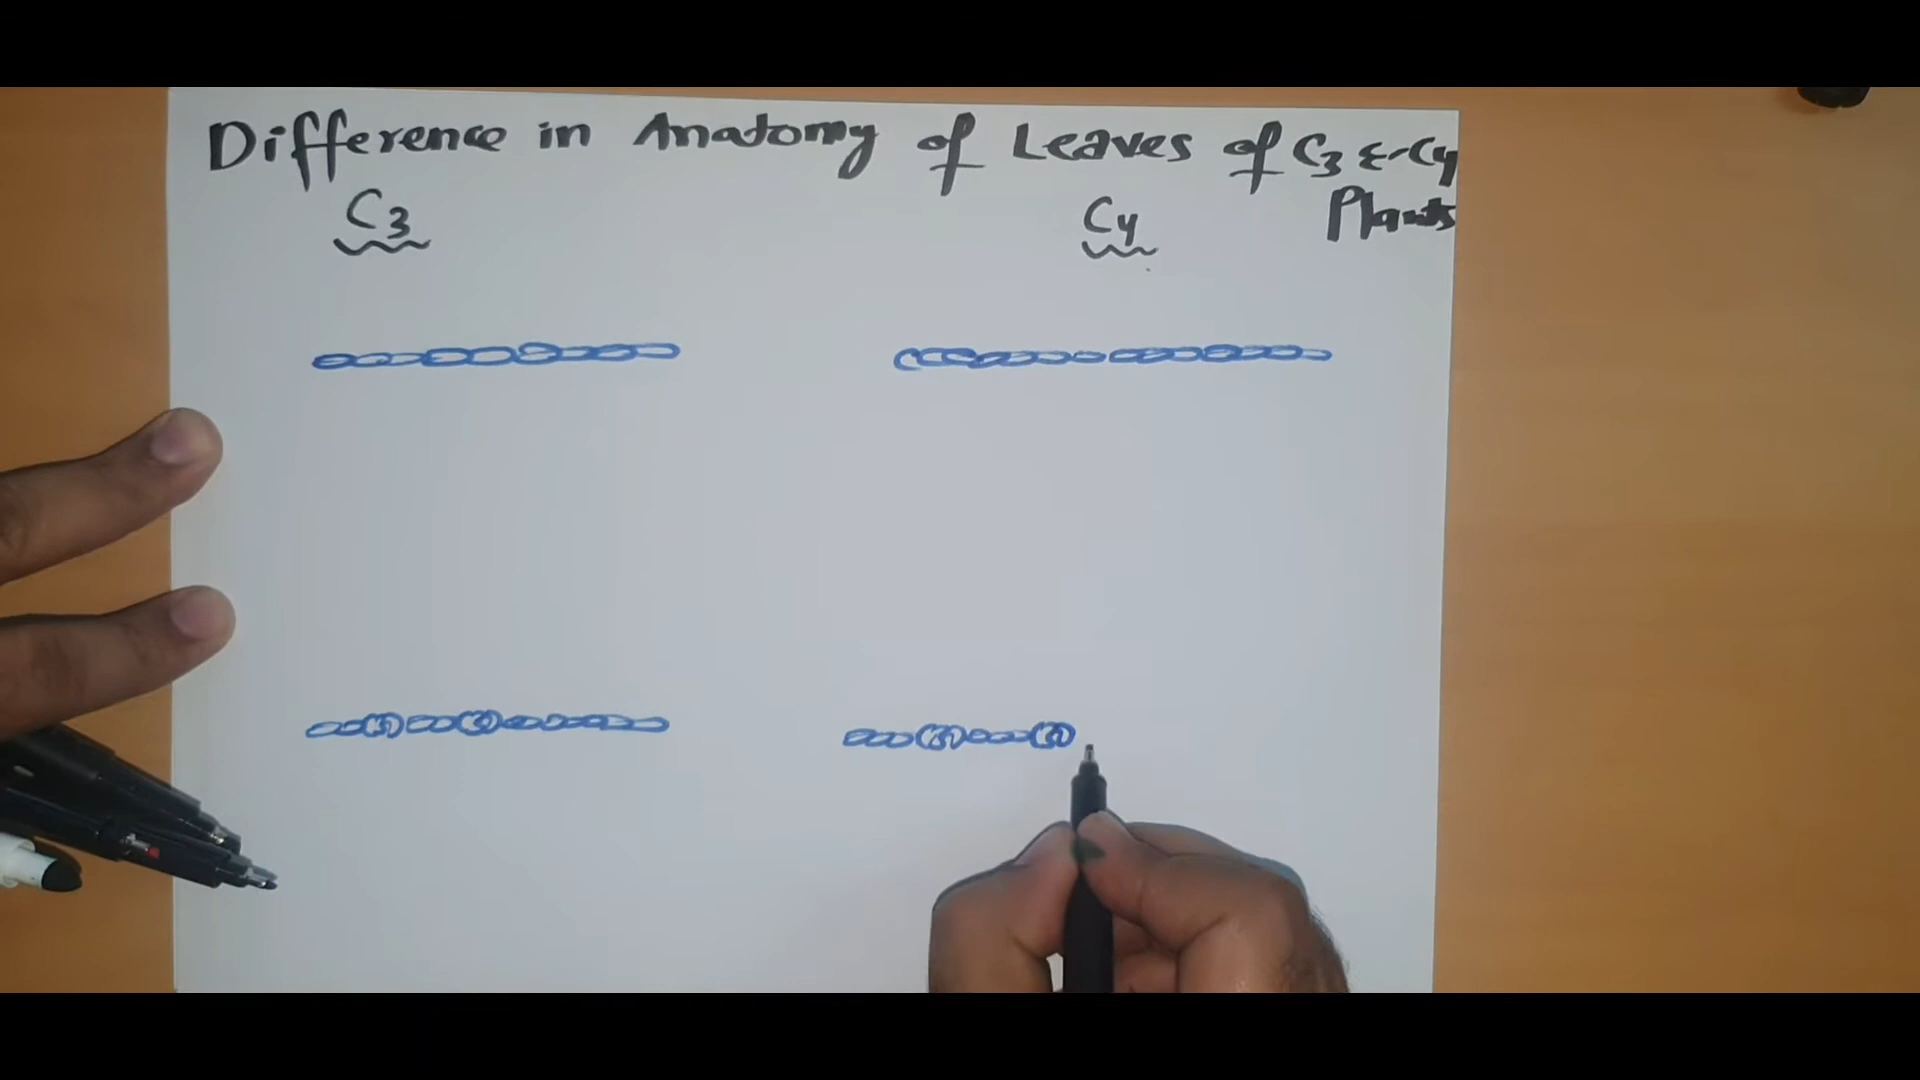 Difference in Anatomy of Leaves of C3 & C4
Plants
C3
C4